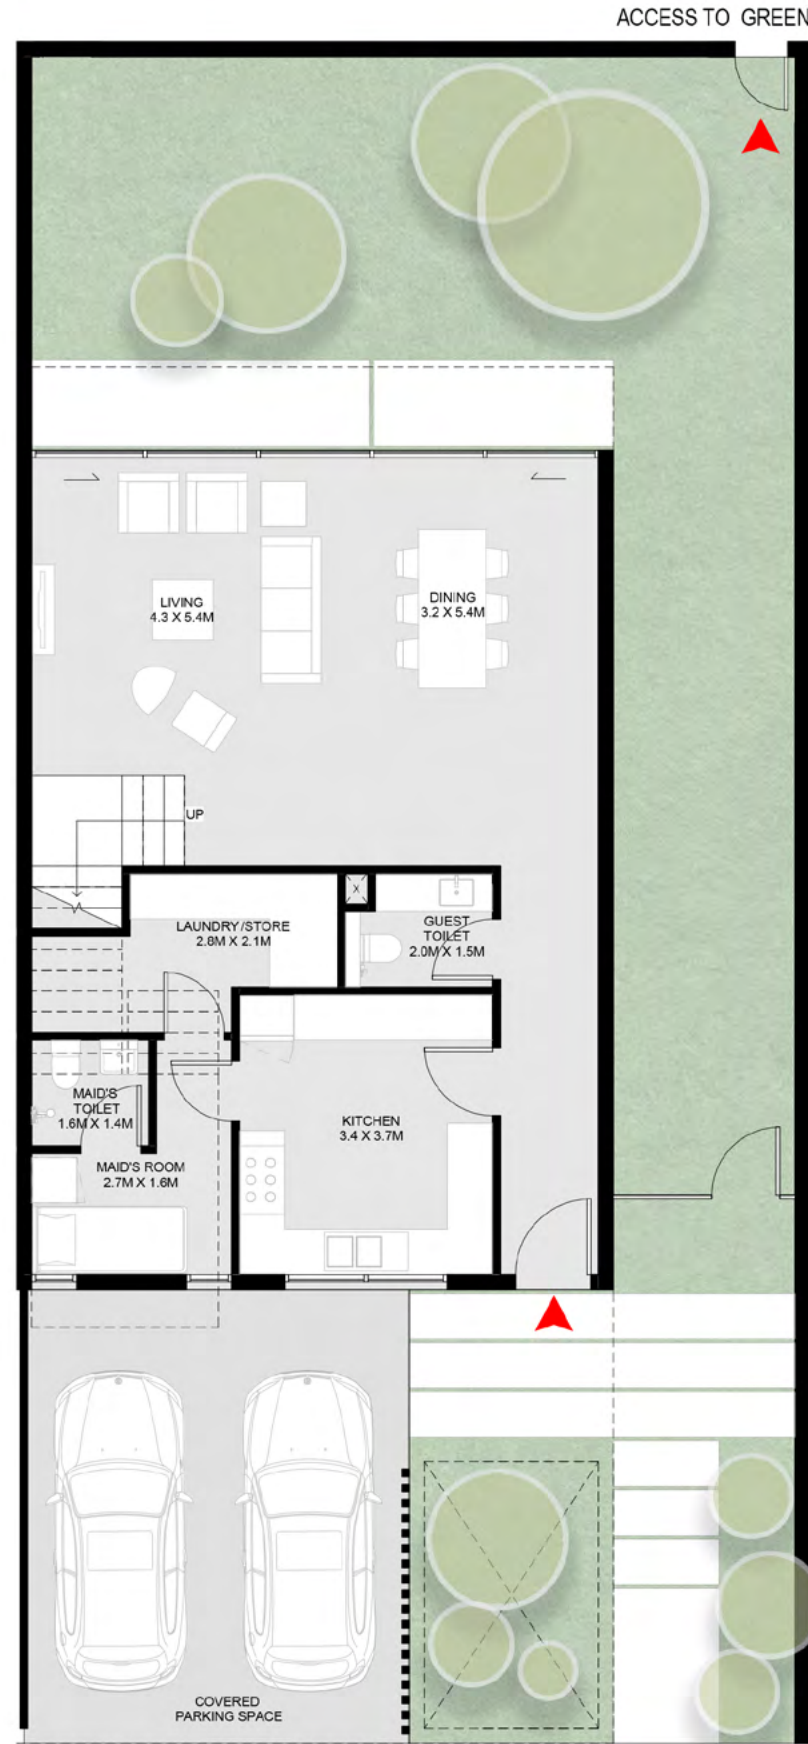 ACCESS TO GREEN
LIVING
4.3 X 5.4M
DINING
3.2 X 5.4M
UP
LAUNDRY/STORE
2.8M X 2.1M
X
GUEST
TOILET
2.0M X 1.5M
MAID'S
TOILET
1.6M X 1.4M
KITCHEN
3.4 X 3.7M
MAID'S ROOM
2.7M X 1.6M
COVERED
PARKING SPACE